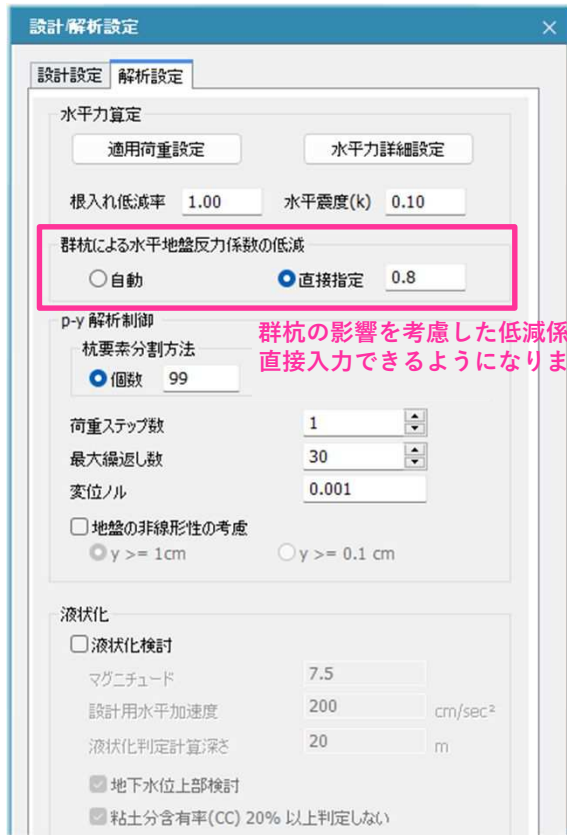 設計/解析設定
設計設定 解析設定
水平力算定
適用荷重設定 水平力詳細設定
根入れ低減率 1.00 水平震度(k) 0.10
群杭による水平地盤反力係数の低減
自動 直接指定 0.8
p-y 解析制御
群杭の影響を考慮した低減係
杭要素分割方法
直接入力できるようになりま
個数 99
荷重ステップ数 1
最大繰返し数 30
変位ノル 0.001
地盤の非線形性の考慮
y >= 1cm y >= 0.1 cm
液状化
液状化検討
マグニチュード 7.5
設計用水平加速度 200 cm/sec²
液状化判定計算深さ 20 m
地下水位上部検討
粘土分含有率(CC) 20% 以上判定しない